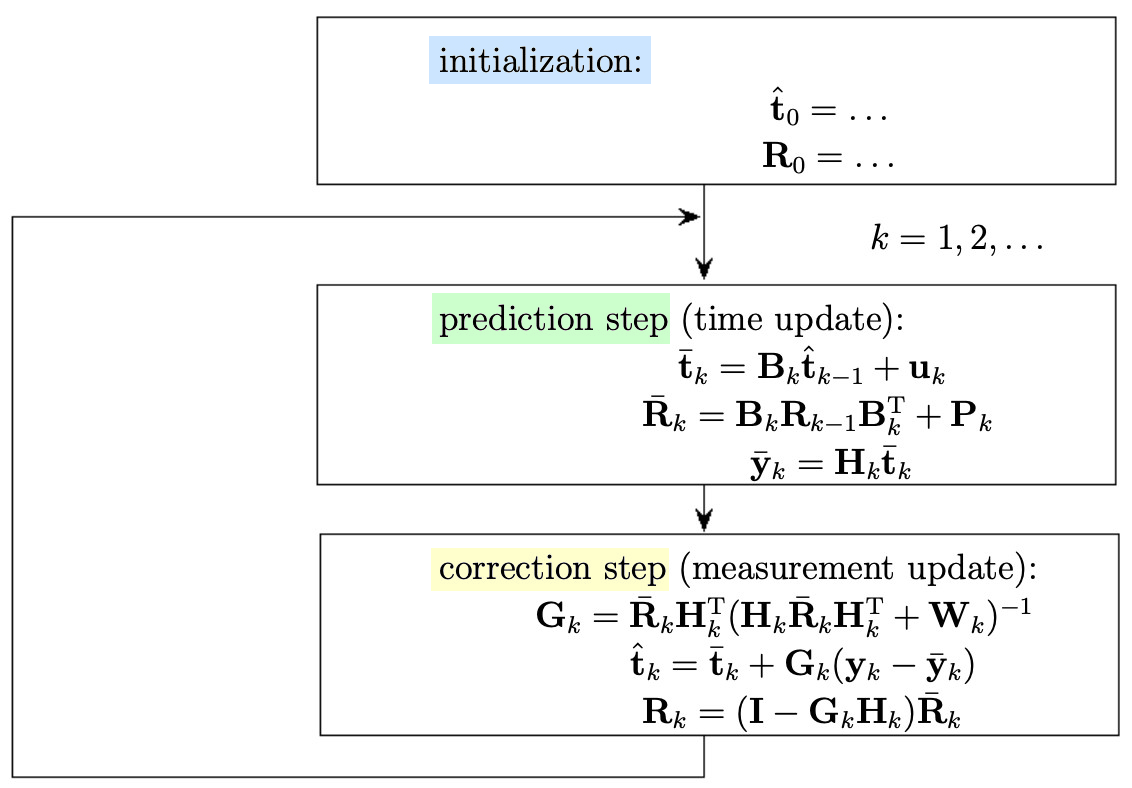 initialization:
$\hat{\mathbf{t}}_0 = \ldots$
$\mathbf{R}_0 = \ldots$
$k = 1, 2, \ldots$
prediction step (time update):
$\bar{\mathbf{t}}_k = \mathbf{B}_k \hat{\mathbf{t}}_{k-1} + \mathbf{u}_k$
$\bar{\mathbf{R}}_k = \mathbf{B}_k \mathbf{R}_{k-1} \mathbf{B}_k^{\mathrm{T}} + \mathbf{P}_k$
$\bar{\mathbf{y}}_k = \mathbf{H}_k \bar{\mathbf{t}}_k$
correction step (measurement update):
$\mathbf{G}_k = \bar{\mathbf{R}}_k \mathbf{H}_k^{\mathrm{T}} (\mathbf{H}_k \bar{\mathbf{R}}_k \mathbf{H}_k^{\mathrm{T}} + \mathbf{W}_k)^{-1}$
$\hat{\mathbf{t}}_k = \bar{\mathbf{t}}_k + \mathbf{G}_k (\mathbf{y}_k - \bar{\mathbf{y}}_k)$
$\mathbf{R}_k = (\mathbf{I} - \mathbf{G}_k \mathbf{H}_k) \bar{\mathbf{R}}_k$